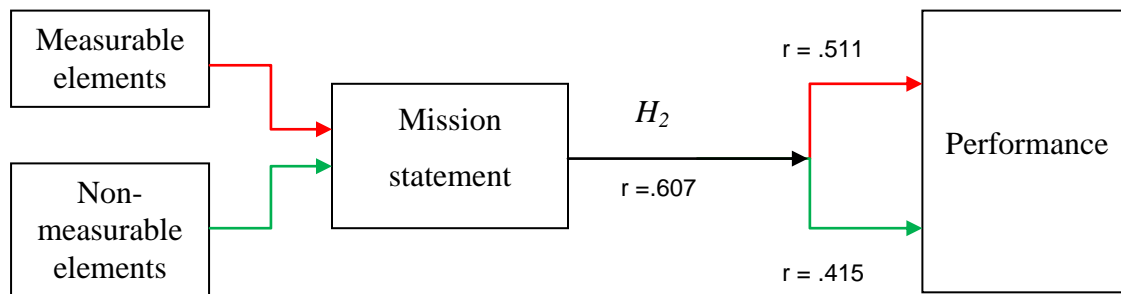 Measurable
elements
Non-
measurable
elements
Mission
statement
H₂
r =.607
r = .511
r = .415
Performance